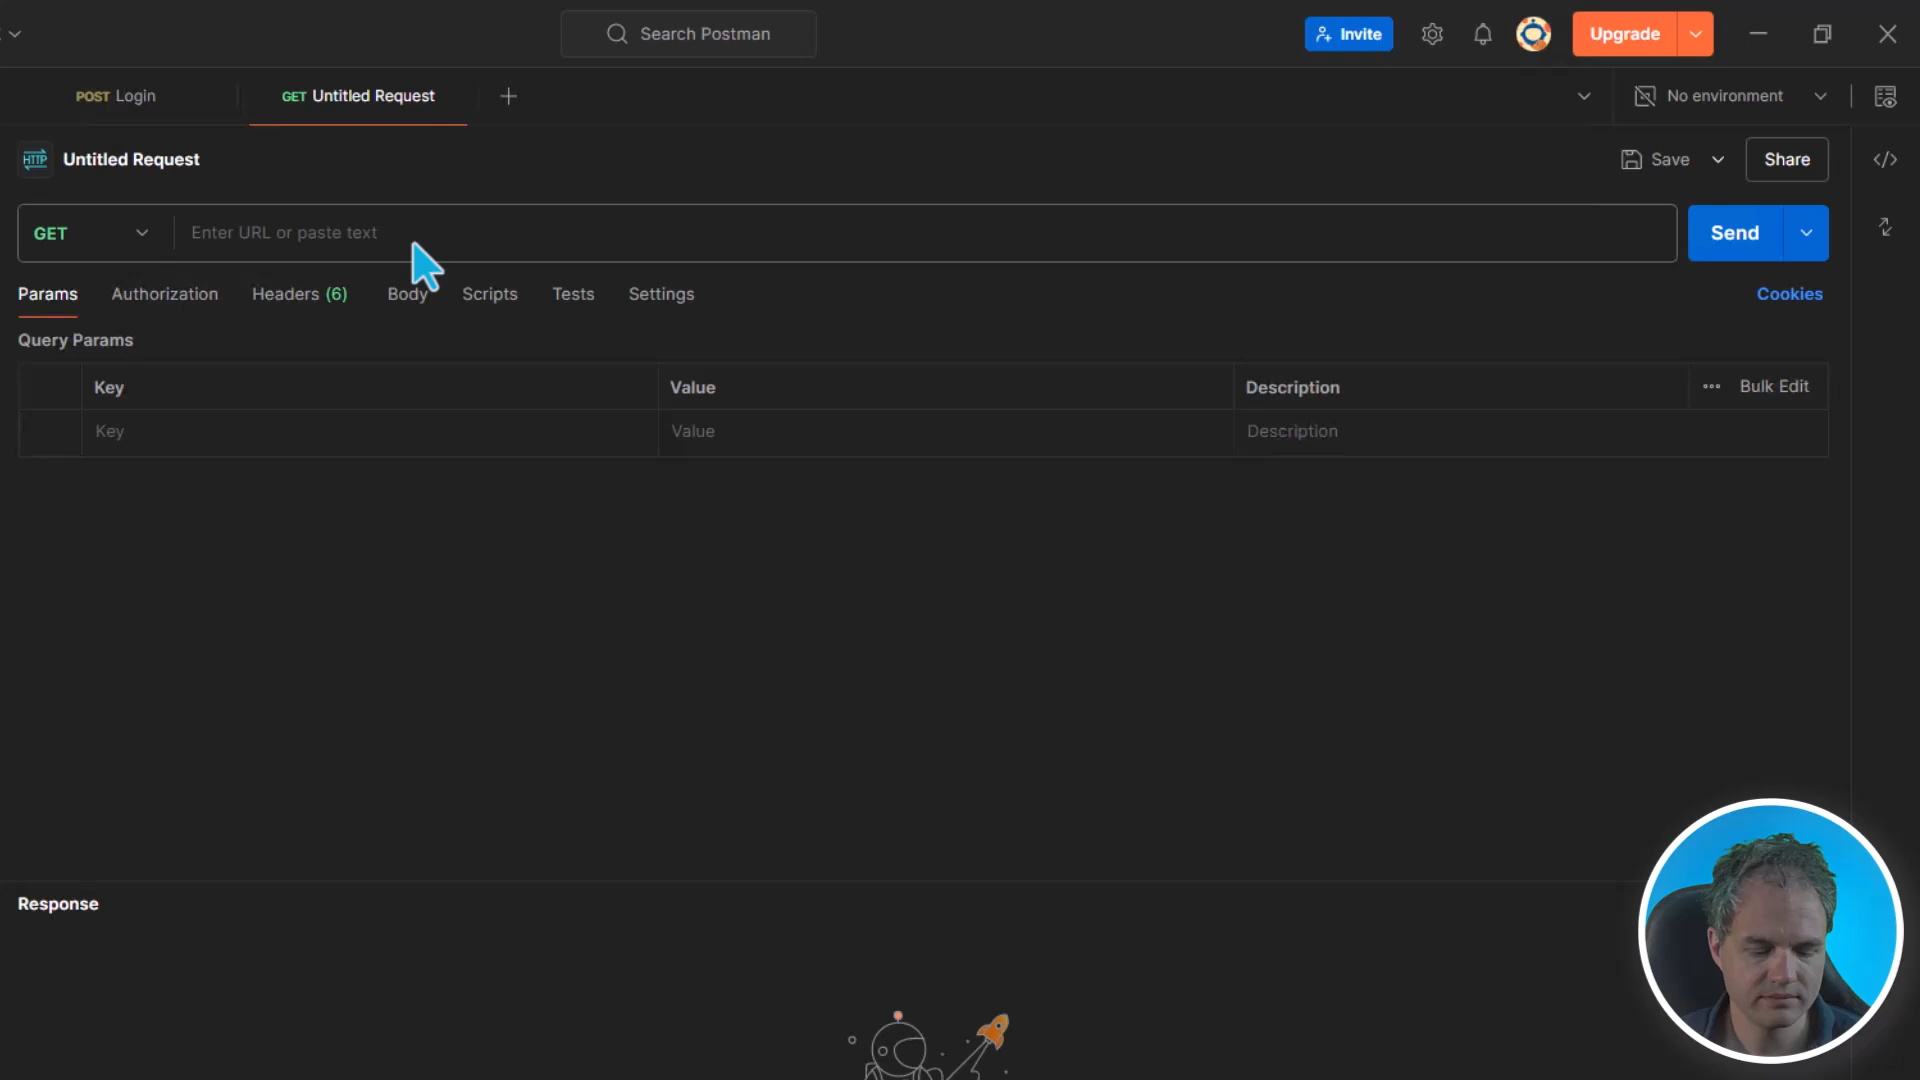 Search Postman
Invite
Upgrade
POST Login
GET Untitled Request
No environment
HTTP
Untitled Request
Save
Share
GET
Enter URL or paste text
Send
Params
Authorization
Headers (6)
Body
Scripts
Tests
Settings
Cookies
Query Params
Key
Value
Description
Bulk Edit
Key
Value
Description
Response